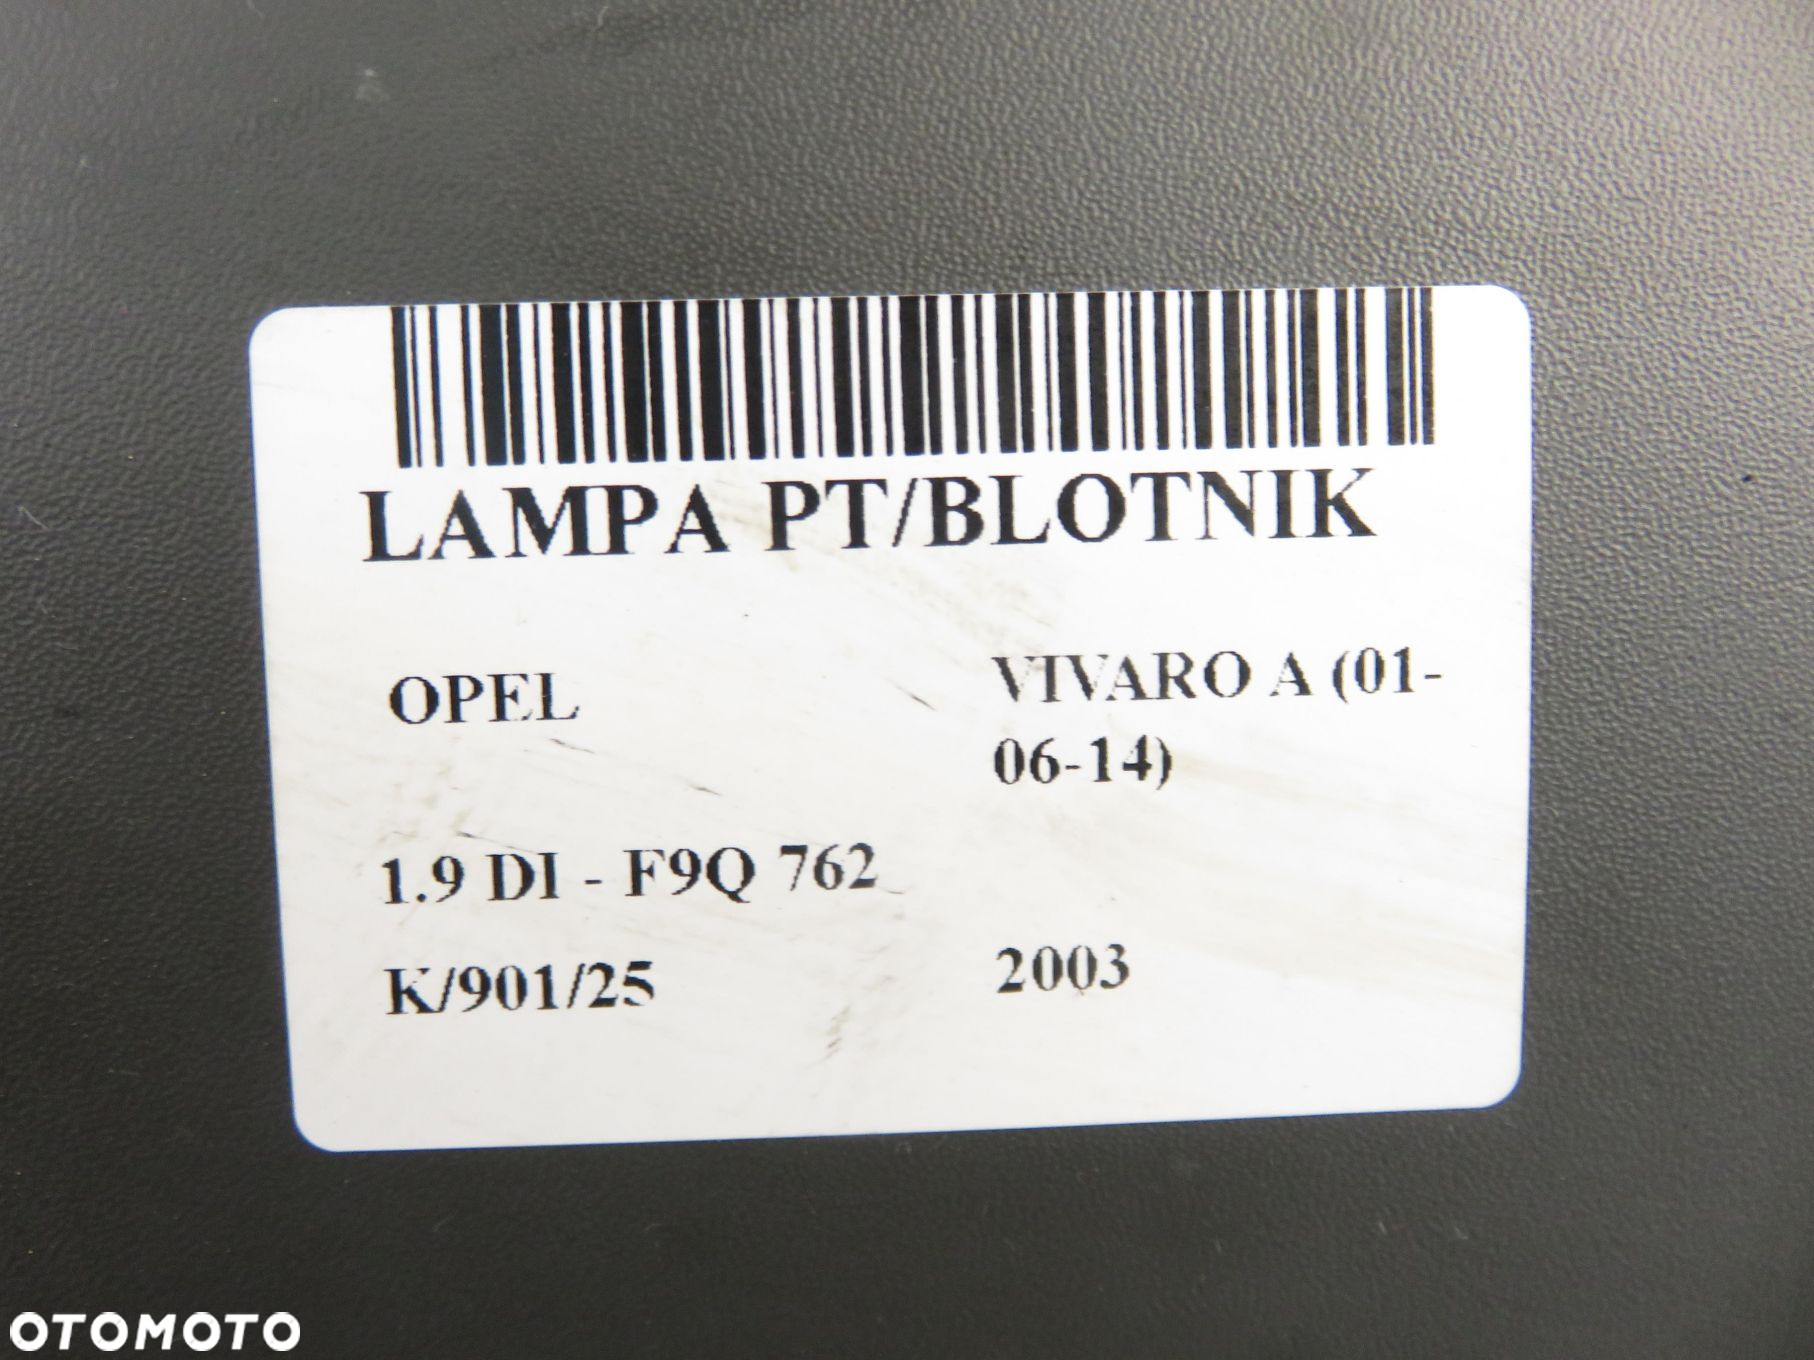 LAMPA PT/BLOTNIK
OPEL
VIVARO A (01-
06-14)
1.9 DI - F9Q 762
K/901/25
2003
OTOMOTO